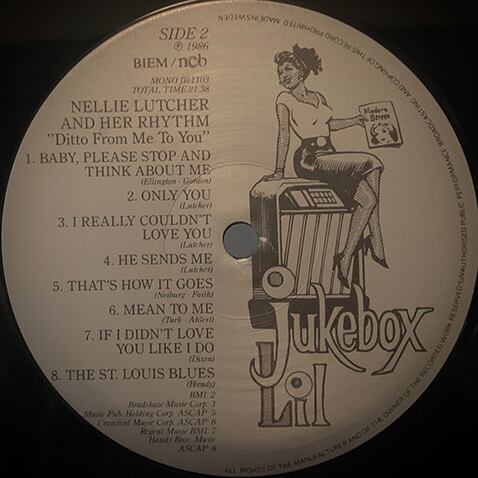 SIDE 2
℗ 1986
BIEM / ncb
MONO
TOTAL TIME 21'38
NELLIE LUTCHER
AND HER RHYTHM
"Ditto From Me To You"
1. BABY, PLEASE STOP AND
THINK ABOUT ME
(Ellington - Gordon)
2. ONLY YOU
(Lutcher)
3. I REALLY COULDN'T
LOVE YOU
(Lutcher)
4. HE SENDS ME
(Lutcher)
5. THAT'S HOW IT GOES
(Neiburg - Faith)
6. MEAN TO ME
(Turk - Ahlert)
7. IF I DIDN'T LOVE
YOU LIKE I DO
(Dixon)
8. THE ST. LOUIS BLUES
(Handy)
BMI 2
Bradshaw Music Corp. 3
Music Pub. Holding Corp. ASCAP 5
Crawford Music Corp. ASCAP 6
Regent Music BMI 7
Handy Bro. Music
ASCAP 8
Modern
Screen
Jukebox
Lil
ALL RIGHTS OF THE MANUFACTURER AND OF THE OWNER OF THE RECORDED WORK RESERVED • UNAUTHORISED PUBLIC PERFORMANCE BROADCASTING AND COPYING OF THIS RECORD PROHIBITED MADE IN SWEDEN